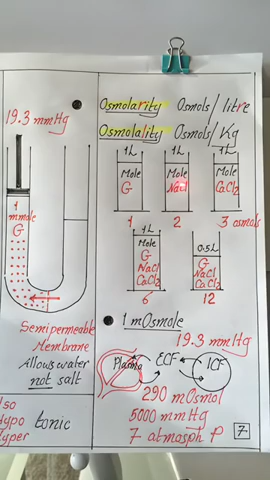 19.3 mmHg
1
mmole
G
Semipermeable
Membrane
Allows water
not salt
Iso
Hypo tonic
Hyper
Osmolarity Osmols/litre
Osmolality Osmols/Kg
1L 1L 1L
Mole G
Mole NaCl
Mole CaCl2
1 2 3 osmols
1L 0.5L
Mole G NaCl CaCl2
G NaCl CaCl2
6 12
1 mOsmole
19.3 mmHg
Plasma ECF ICF
290 mOsmol
5000 mmHg
7 atmosph P
7